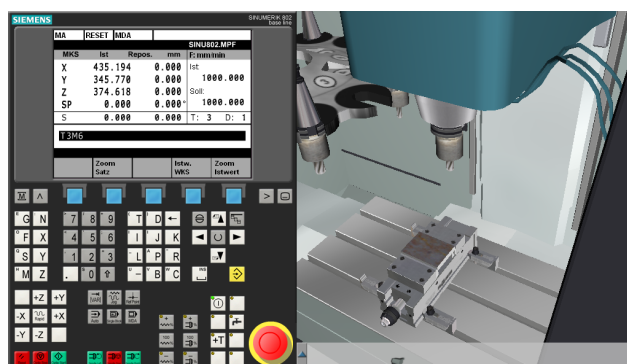 SIEMENS
SINUMERIK 802
base line
MA RESET MDA
SINU802.MPF
MKS Ist Repos. mm F: mm/min
X 435.194 0.000 Ist:
Y 345.770 0.000 1000.000
Z 374.618 0.000 Soll:
SP 0.000 0.000° 1000.000
S 0.000 0.000 T: 3 D: 1
T3M6
Zoom Istw. Zoom
Satz WKS Istwert
M
G N 7 8 9 T D
F X 4 5 6 I J K
S Y 1 2 3 L P R
M Z . 0 - B W C
+Z +Y
-X +X
-Y -Z
+T